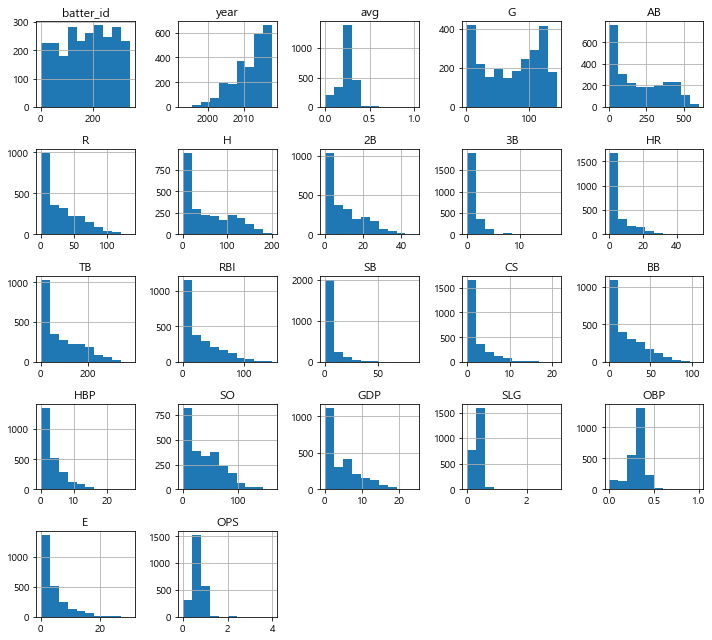 batter_id year avg G AB
300 200 100 0 600 400 200 0 1000 500 0 400 200 0 600 400 200 0
0 200 2000 2010 0.0 0.5 1.0 0 100 0 250 500
R H 2B 3B HR
1000 500 0 750 500 250 0 1000 500 0 1500 1000 500 0 1500 1000 500 0
0 50 100 0 100 200 0 20 40 0 10 0 20 40
TB RBI SB CS BB
1000 500 0 1000 500 0 2000 1000 0 1500 1000 500 0 1000 500 0
0 200 0 100 0 50 0 10 20 0 50 100
HBP SO GDP SLG OBP
1000 500 0 750 500 250 0 1000 500 0 1500 1000 500 0 1000 500 0
0 10 20 0 100 0 10 20 0 2 0.0 0.5 1.0
E OPS
1000 500 0 1500 1000 500 0
0 20 0 2 4